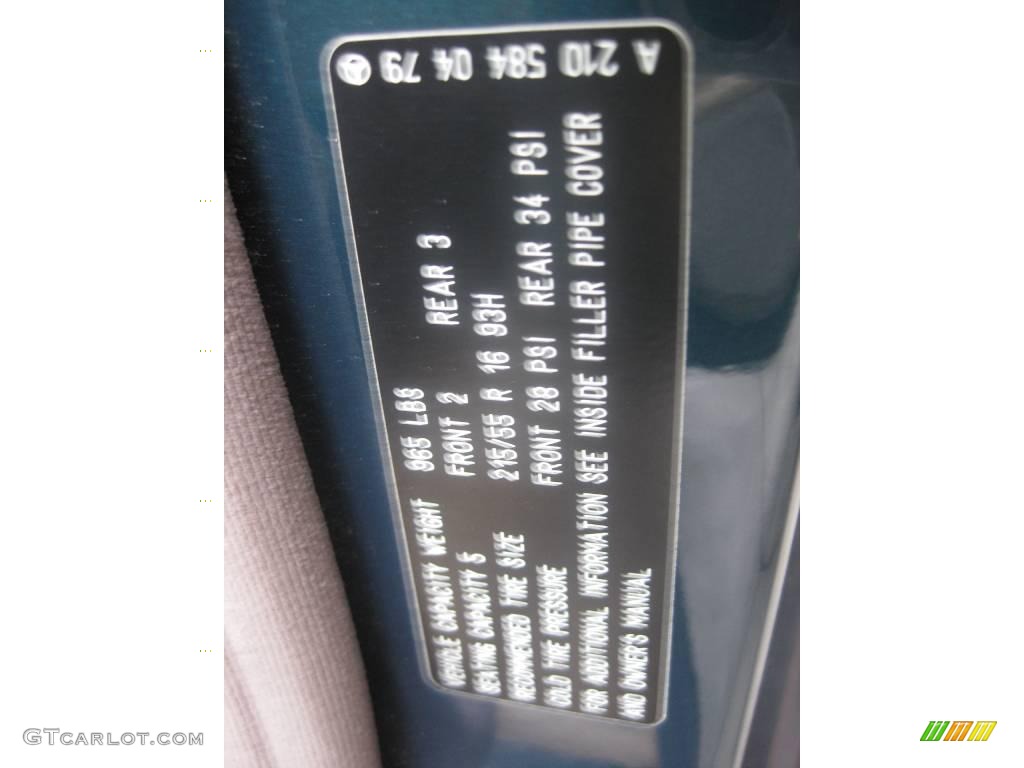 VEHICLE CAPACITY WEIGHT 965 LBS
SEATING CAPACITY 5 FRONT 2 REAR 3
RECOMMENDED TIRE SIZE 215/55 R 16 93H
COLD TIRE PRESSURE FRONT 28 PSI REAR 34 PSI
FOR ADDITIONAL INFORMATION SEE INSIDE FILLER PIPE COVER
AND OWNER'S MANUAL
A 210 584 04 79
GTCARLOT.COM